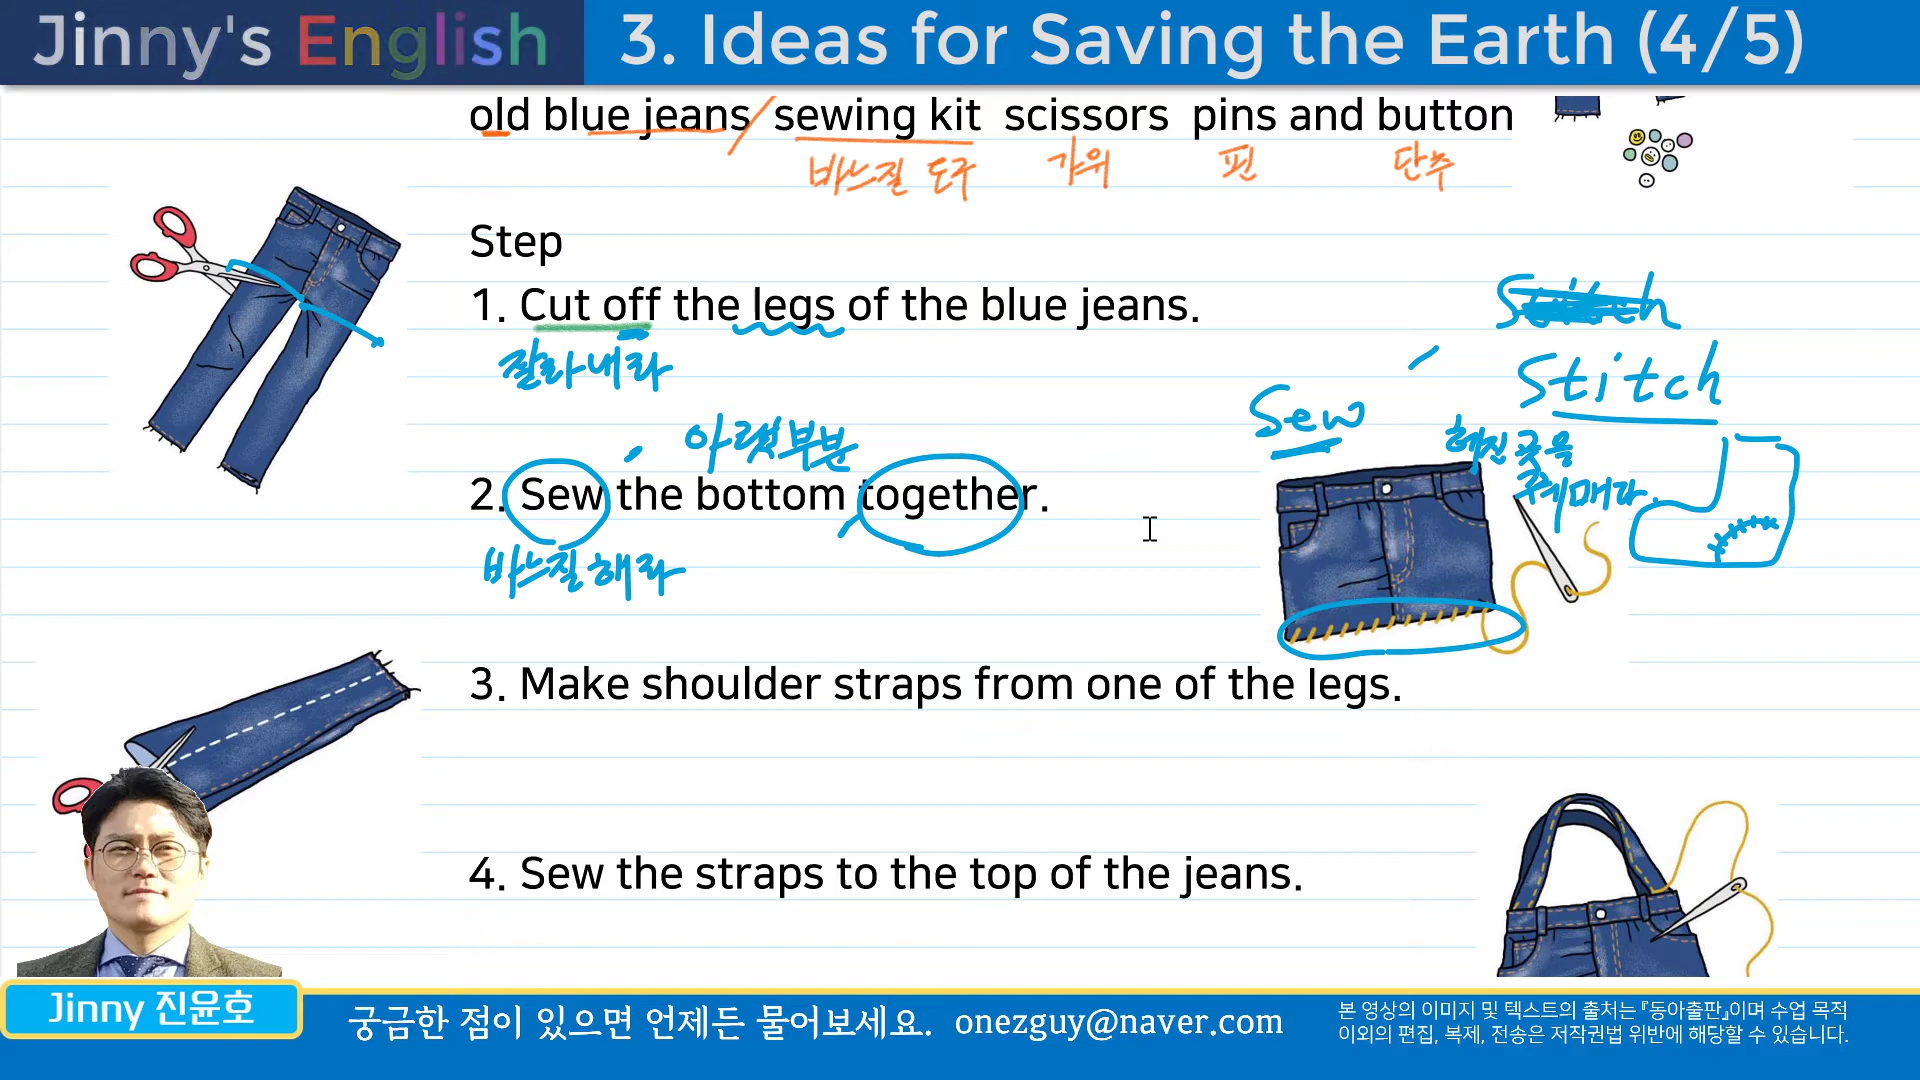 Jinny's English
3. Ideas for Saving the Earth (4/5)
old blue jeans / sewing kit scissors pins and button
바느질 도구 가위 핀 단추
Step
1. Cut off the legs of the blue jeans.
잘라내라
Stitch
Stitch
Sew
헤진 곳을
꿰매다.
아랫부분
2. Sew the bottom together.
바느질해라
3. Make shoulder straps from one of the legs.
4. Sew the straps to the top of the jeans.
Jinny 진윤호
궁금한 점이 있으면 언제든 물어보세요. onezguy@naver.com
본 영상의 이미지 및 텍스트의 출처는 『동아출판』이며 수업 목적
이외의 편집, 복제, 전송은 저작권법 위반에 해당할 수 있습니다.